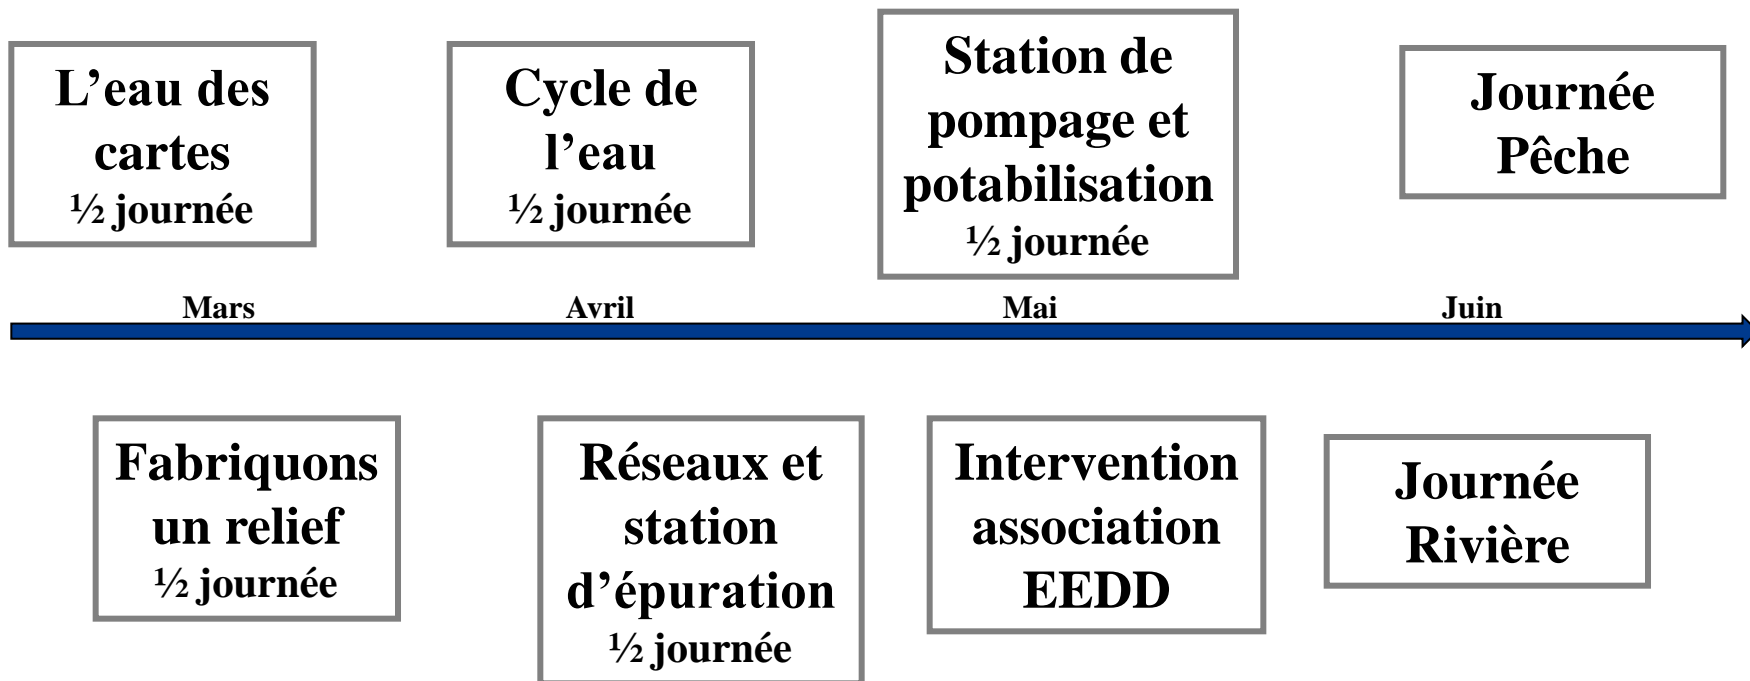 L’eau des
cartes
½ journée
Cycle de
l’eau
½ journée
Station de
pompage et
potabilisation
½ journée
Journée
Pêche
Mars
Avril
Mai
Juin
Fabriquons
un relief
½ journée
Réseaux et
station
d’épuration
½ journée
Intervention
association
EEDD
Journée
Rivière